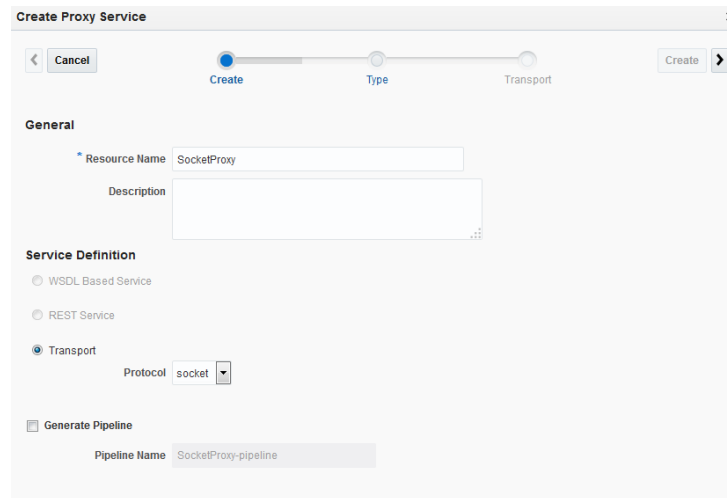 Create Proxy Service
Cancel
Create
Type
Transport
Create
General
* Resource Name SocketProxy
Description
Service Definition
WSDL Based Service
REST Service
Transport
Protocol socket
Generate Pipeline
Pipeline Name SocketProxy-pipeline